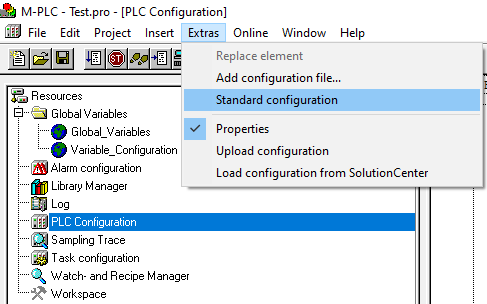 M-PLC - Test.pro - [PLC Configuration]
File Edit Project Insert Extras Online Window Help
Replace element
Add configuration file...
Standard configuration
Properties
Upload configuration
Load configuration from SolutionCenter
Resources
Global Variables
Global_Variables
Variable_Configuration
Alarm configuration
Library Manager
Log
PLC Configuration
Sampling Trace
Task configuration
Watch- and Recipe Manager
Workspace